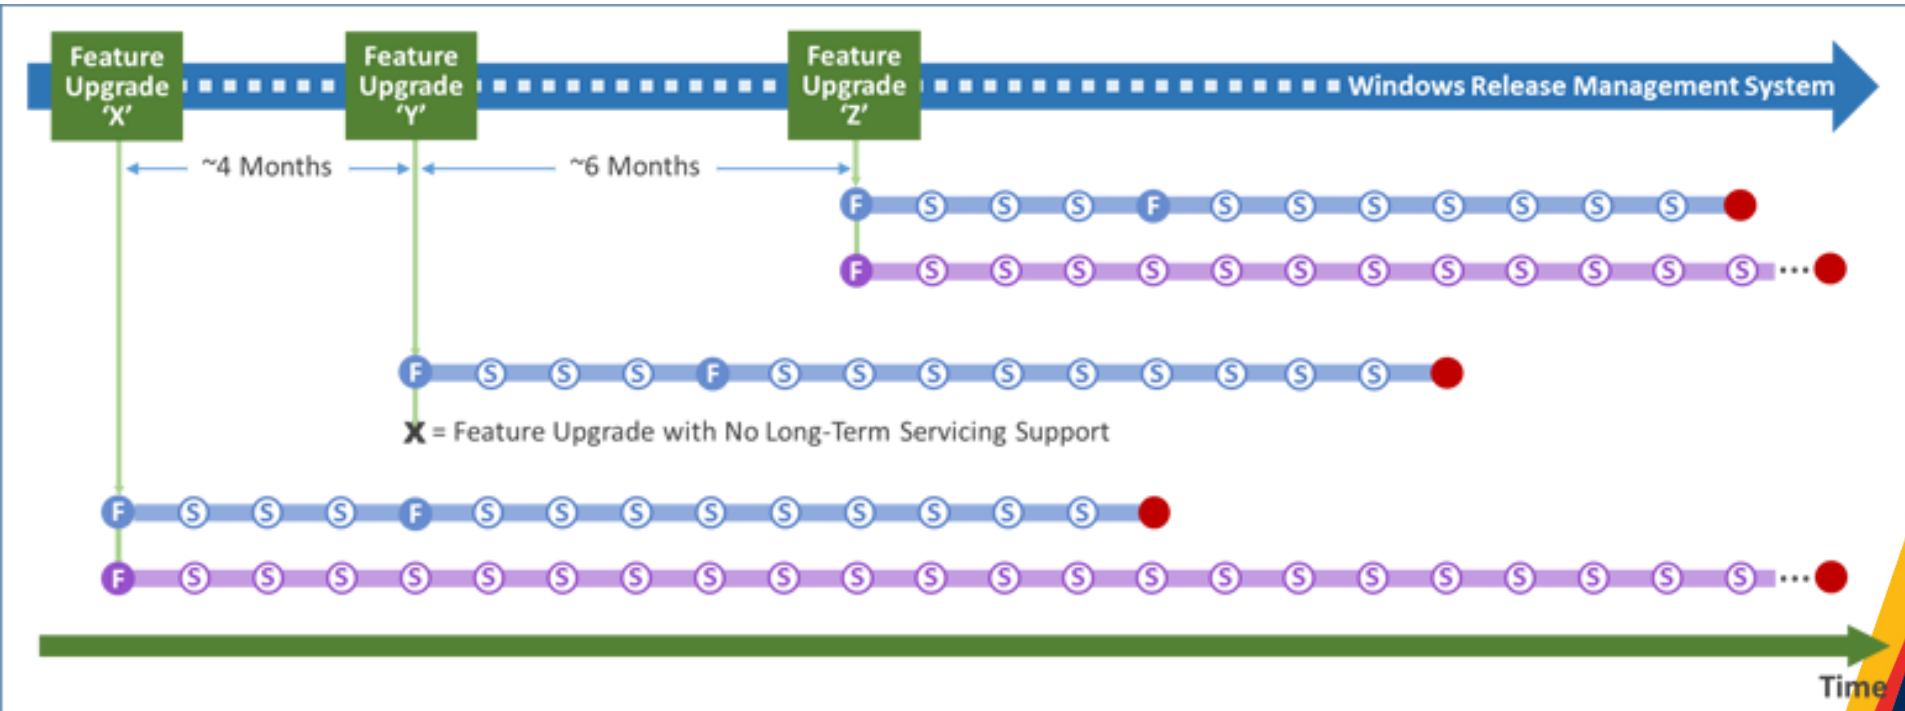 Feature
Upgrade
‘X’
Feature
Upgrade
‘Y’
Feature
Upgrade
‘Z’
Windows Release Management System
~4 Months
~6 Months
F S S S F S S S S S S S
F S S S S S S S S S S S S ...
F S S S F S S S S S S S S S
X = Feature Upgrade with No Long-Term Servicing Support
F S S S F S S S S S S S S S
F S S S S S S S S S S S S S S S S S S S S S S ...
Time